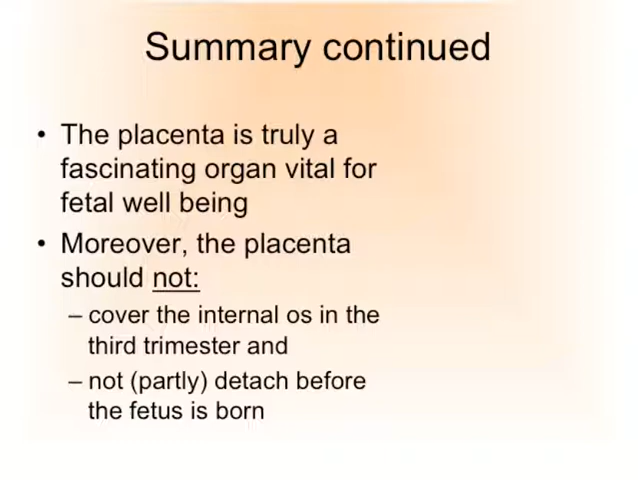 Summary continued
• The placenta is truly a
fascinating organ vital for
fetal well being
• Moreover, the placenta
should not:
– cover the internal os in the
third trimester and
– not (partly) detach before
the fetus is born